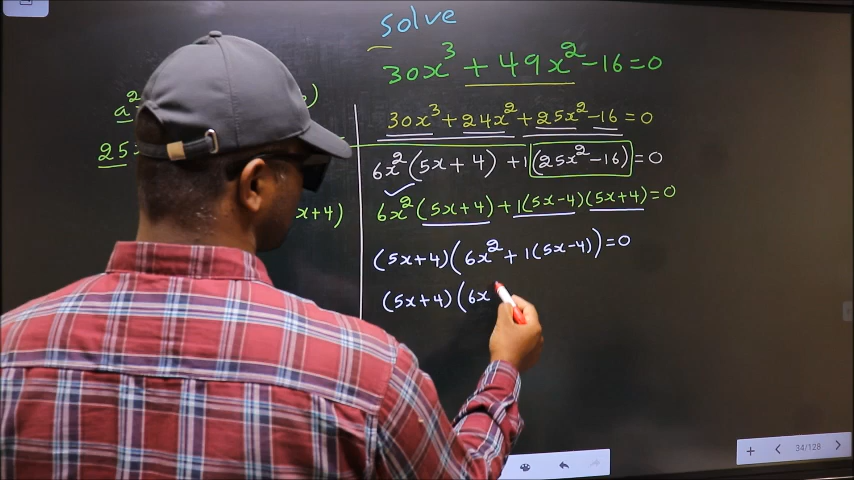 solve
30x³ + 49x² - 16 = 0
30x³ + 24x² + 25x² - 16 = 0
6x² (5x + 4) + 1 (25x² - 16) = 0
6x² (5x + 4) + 1(5x - 4)(5x + 4) = 0
(5x + 4) (6x² + 1(5x - 4)) = 0
(5x + 4) (6x
a²
25
x + 4)
34/128